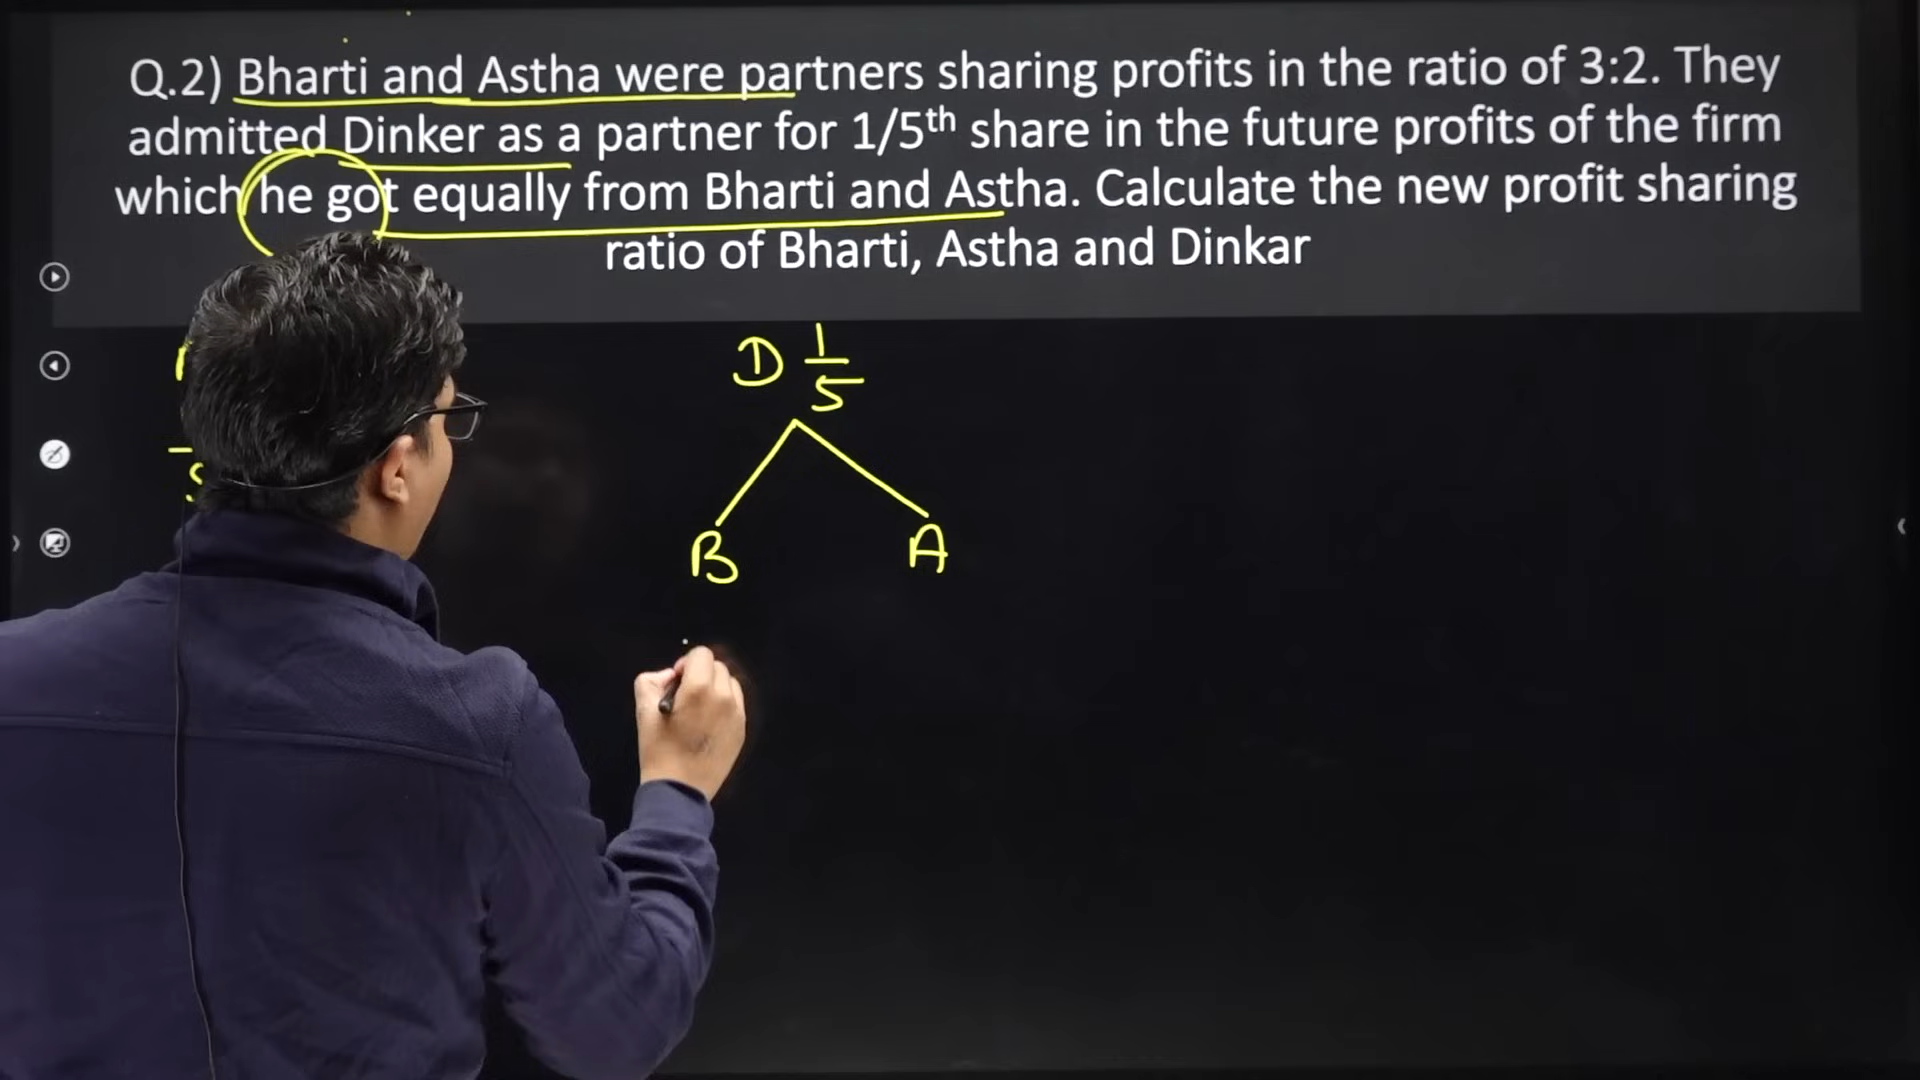 Q.2) Bharti and Astha were partners sharing profits in the ratio of 3:2. They
admitted Dinker as a partner for 1/5th share in the future profits of the firm
which he got equally from Bharti and Astha. Calculate the new profit sharing
ratio of Bharti, Astha and Dinkar
D 1/5
B A